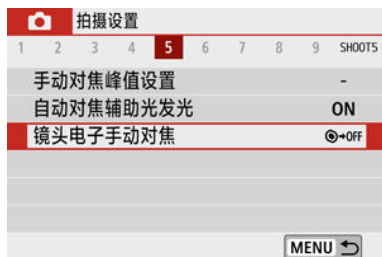 拍摄设置
1 2 3 4 5 6 7 8 9 SHOOT5
手动对焦峰值设置 -
自动对焦辅助光发光 ON
镜头电子手动对焦 ◉→OFF
MENU ⮌